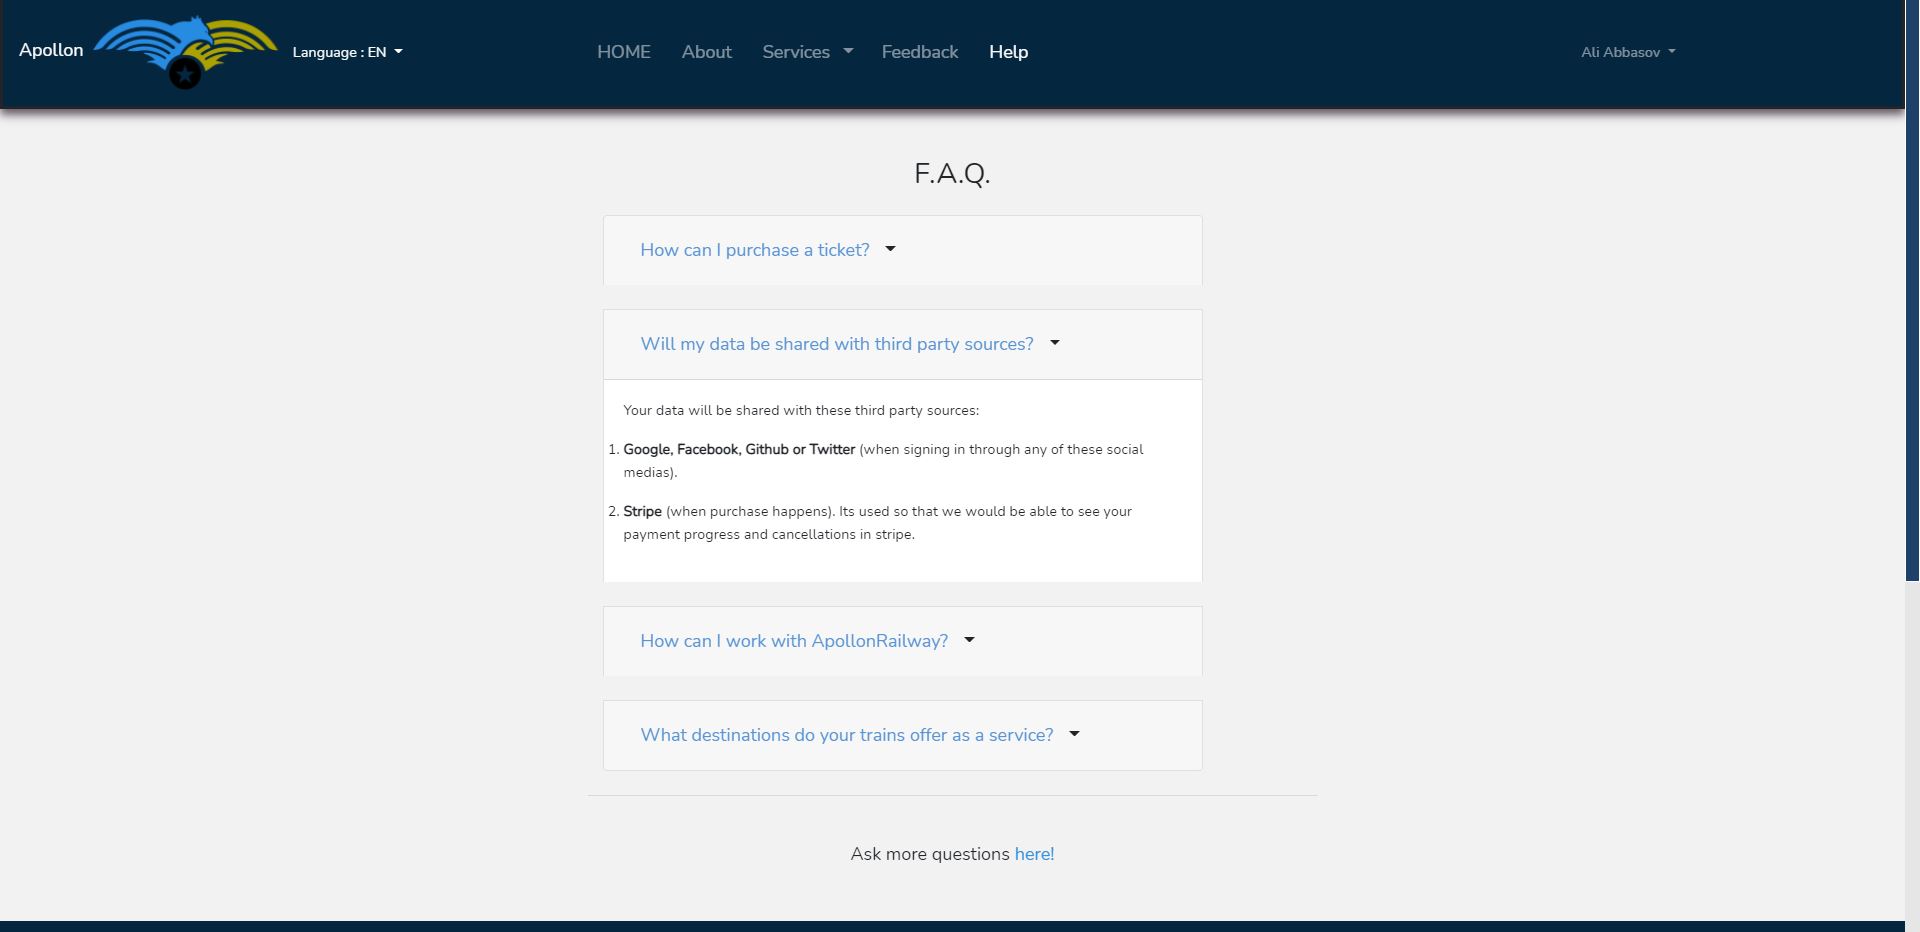 Apollon
Language : EN
HOME
About
Services
Feedback
Help
Ali Abbasov
F.A.Q.
How can I purchase a ticket?
Will my data be shared with third party sources?
Your data will be shared with these third party sources:
1. Google, Facebook, Github or Twitter (when signing in through any of these social
medias).
2. Stripe (when purchase happens). Its used so that we would be able to see your
payment progress and cancellations in stripe.
How can I work with ApollonRailway?
What destinations do your trains offer as a service?
Ask more questions here!